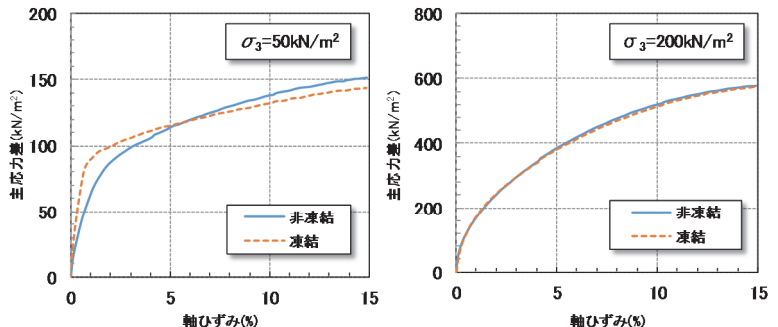 200
150
100
50
0
主応力差(kN/m²)
σ₃=50kN/m²
非凍結
凍結
0
5
10
15
軸ひずみ(%)
800
600
400
200
0
主応力差(kN/m²)
σ₃=200kN/m²
非凍結
凍結
0
5
10
15
軸ひずみ(%)